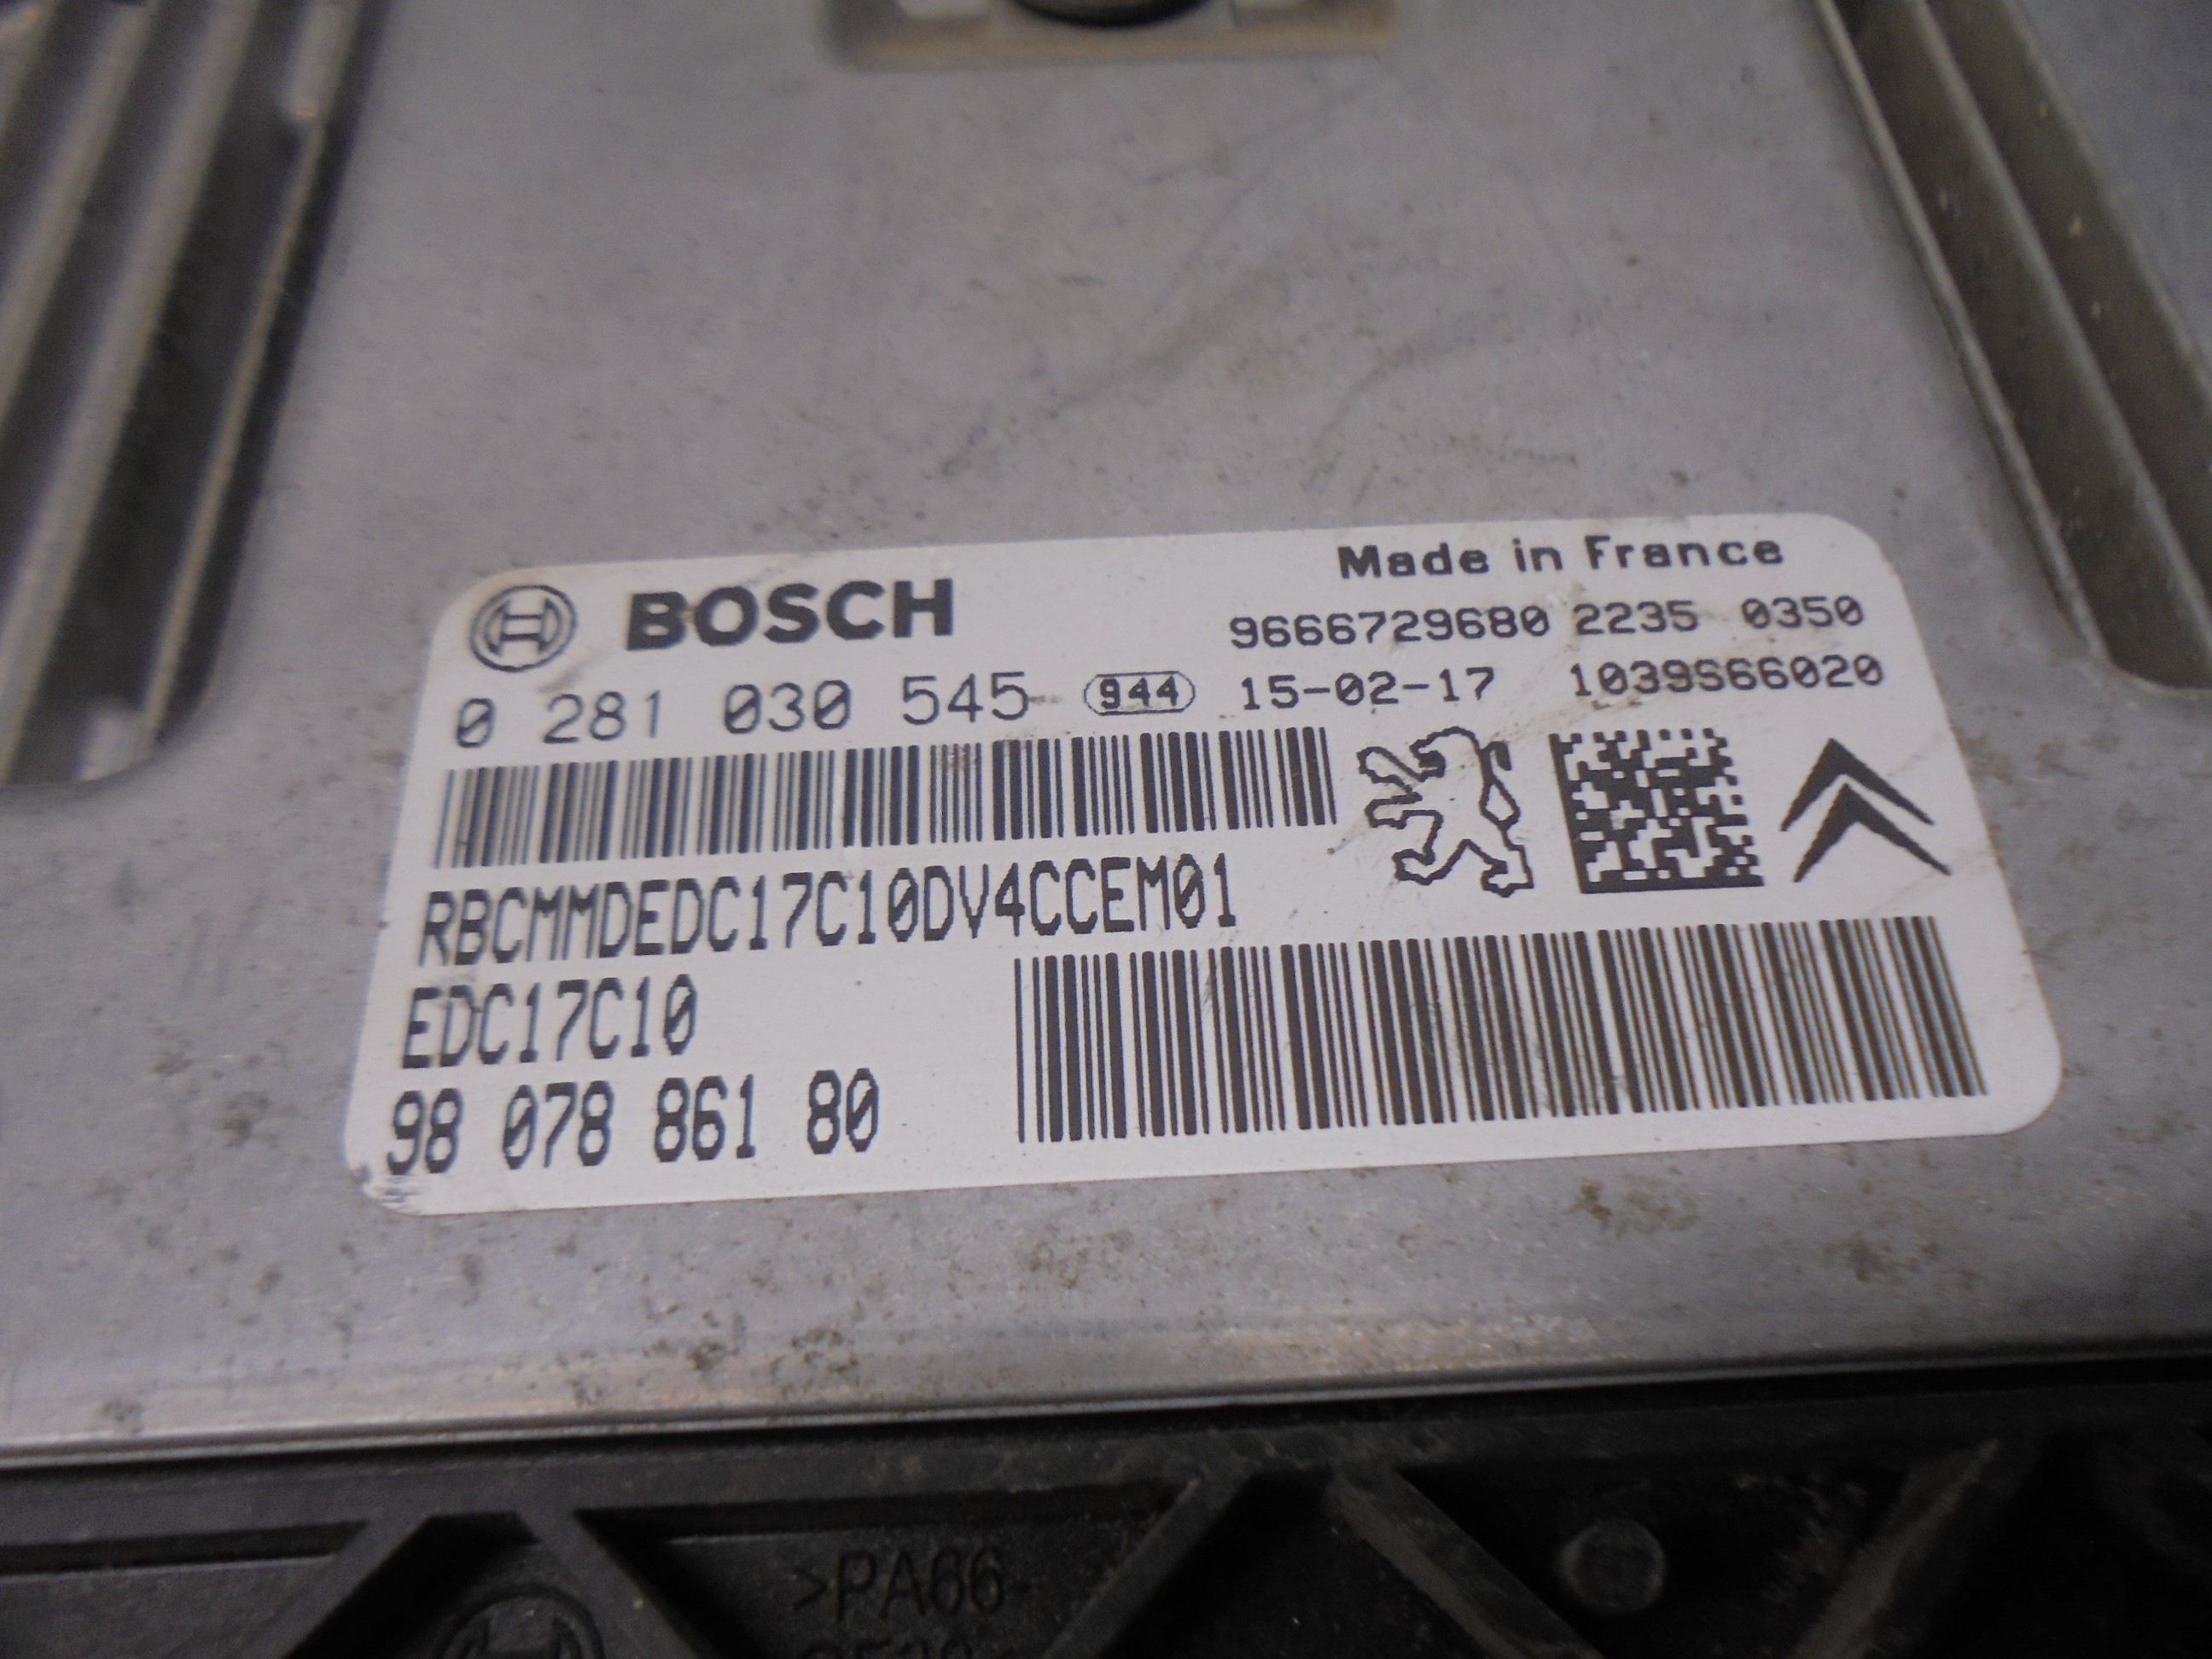 BOSCH
Made in France
9666729680 2235 0350
0 281 030 545 944 15-02-17 1039S66020
RBCMMDEDC17C10DV4CCEM01
EDC17C10
98 078 861 80
>PA66